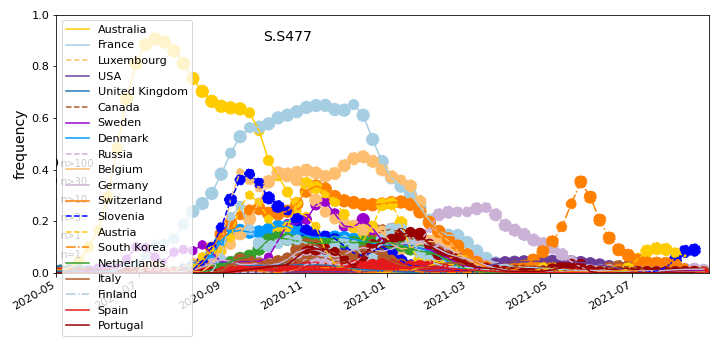 S.S477
frequency
1.0
0.8
0.6
0.4
0.2
0.0
Australia
France
Luxembourg
USA
United Kingdom
Canada
Sweden
Denmark
Russia
Belgium
Germany
Switzerland
Slovenia
Austria
South Korea
Netherlands
Italy
Finland
Spain
Portugal
n>100
n>30
n>10
2020-05
2020-09
2020-11
2021-01
2021-03
2021-05
2021-07